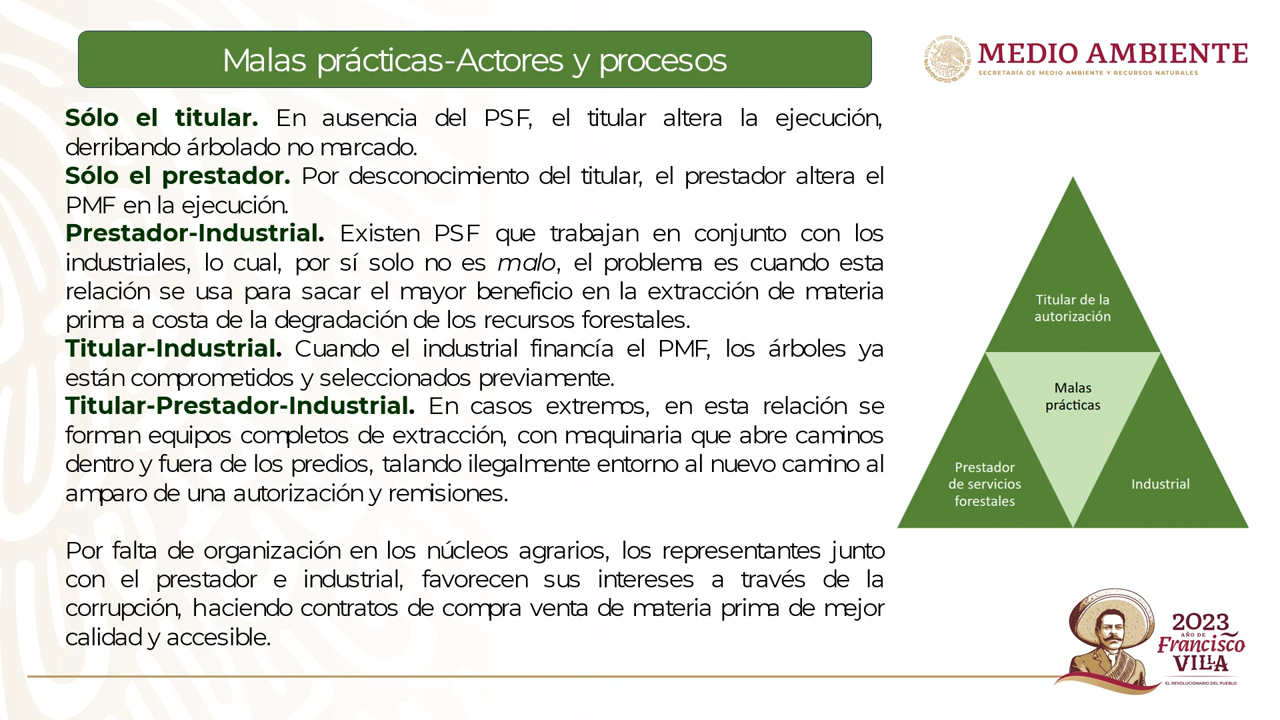 Malas prácticas-Actores y procesos
MEDIO AMBIENTE
SECRETARÍA DE MEDIO AMBIENTE Y RECURSOS NATURALES
Sólo el titular. En ausencia del PSF, el titular altera la ejecución,
derribando árbolado no marcado.
Sólo el prestador. Por desconocimiento del titular, el prestador altera el
PMF en la ejecución.
Prestador-Industrial. Existen PSF que trabajan en conjunto con los
industriales, lo cual, por sí solo no es malo, el problema es cuando esta
relación se usa para sacar el mayor beneficio en la extracción de materia
prima a costa de la degradación de los recursos forestales.
Titular-Industrial. Cuando el industrial financía el PMF, los árboles ya
están comprometidos y seleccionados previamente.
Titular-Prestador-Industrial. En casos extremos, en esta relación se
forman equipos completos de extracción, con maquinaria que abre caminos
dentro y fuera de los predios, talando ilegalmente entorno al nuevo camino al
amparo de una autorización y remisiones.
Por falta de organización en los núcleos agrarios, los representantes junto
con el prestador e industrial, favorecen sus intereses a través de la
corrupción, haciendo contratos de compra venta de materia prima de mejor
calidad y accesible.
Titular de la
autorización
Malas
prácticas
Prestador
de servicios
forestales
Industrial
2023
AÑO DE
Francisco
VILLA
EL REVOLUCIONARIO DEL PUEBLO